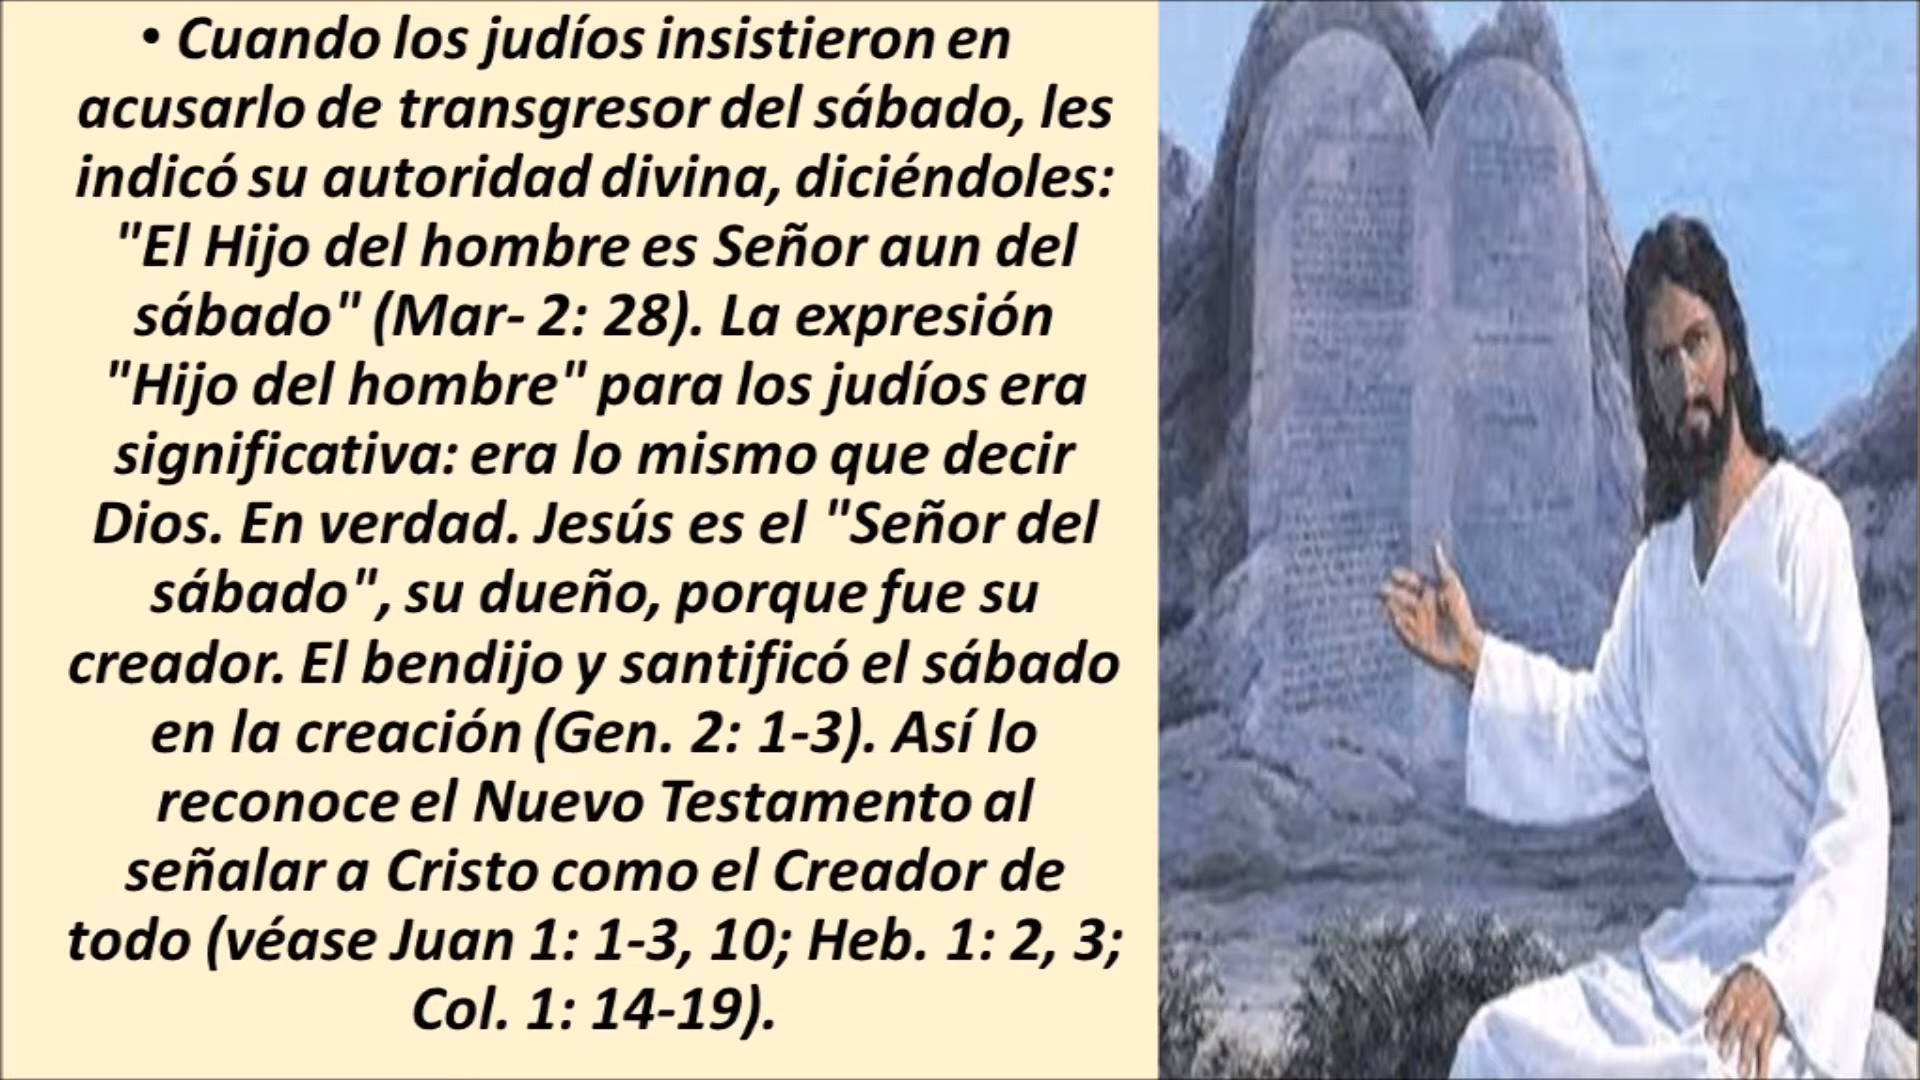 • Cuando los judíos insistieron en
acusarlo de transgresor del sábado, les
indicó su autoridad divina, diciéndoles:
"El Hijo del hombre es Señor aun del
sábado" (Mar- 2: 28). La expresión
"Hijo del hombre" para los judíos era
significativa: era lo mismo que decir
Dios. En verdad. Jesús es el "Señor del
sábado", su dueño, porque fue su
creador. El bendijo y santificó el sábado
en la creación (Gen. 2: 1-3). Así lo
reconoce el Nuevo Testamento al
señalar a Cristo como el Creador de
todo (véase Juan 1: 1-3, 10; Heb. 1: 2, 3;
Col. 1: 14-19).